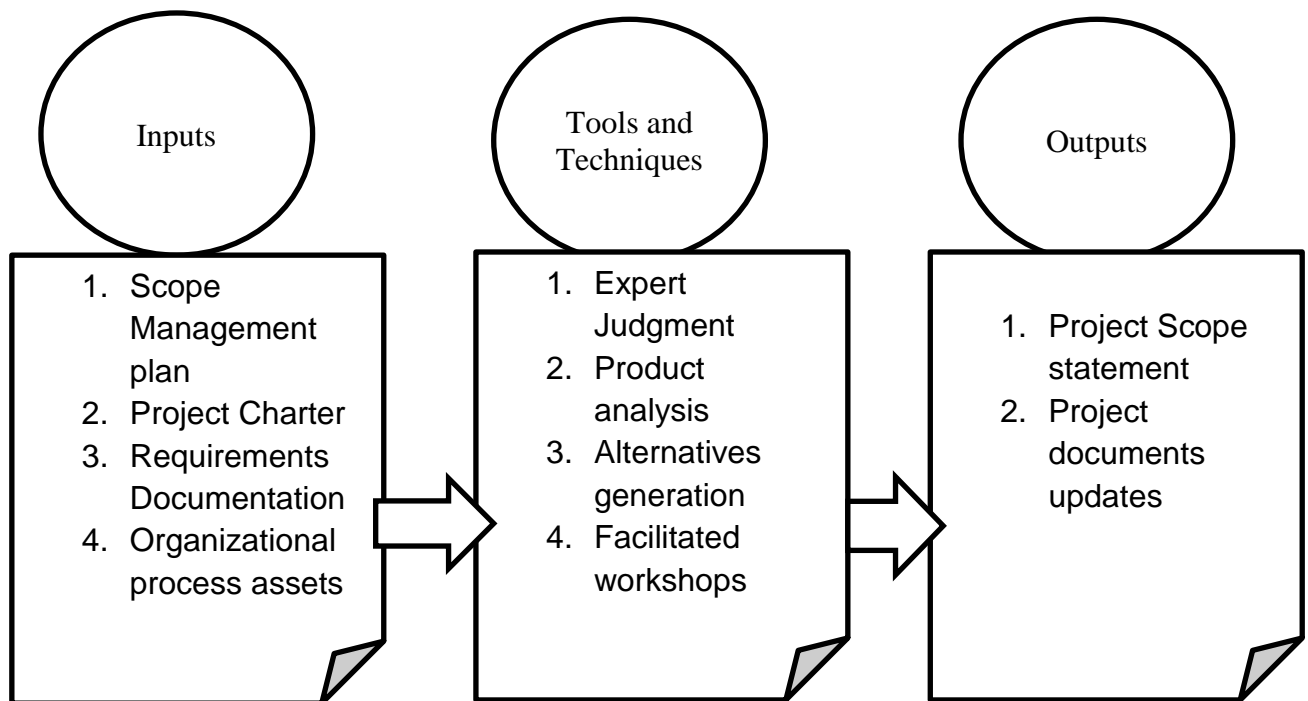 Inputs
1. Scope
Management
plan
2. Project Charter
3. Requirements
Documentation
4. Organizational
process assets
Tools and
Techniques
1. Expert
Judgment
2. Product
analysis
3. Alternatives
generation
4. Facilitated
workshops
Outputs
1. Project Scope
statement
2. Project
documents
updates